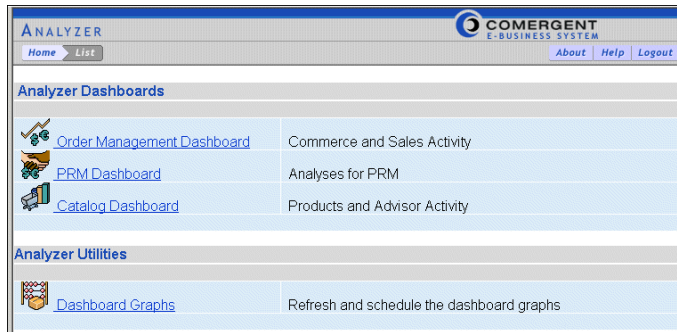 ANALYZER
COMERGENT
E-BUSINESS SYSTEM
Home List
About Help Logout
Analyzer Dashboards
Order Management Dashboard Commerce and Sales Activity
PRM Dashboard Analyses for PRM
Catalog Dashboard Products and Advisor Activity
Analyzer Utilities
Dashboard Graphs Refresh and schedule the dashboard graphs